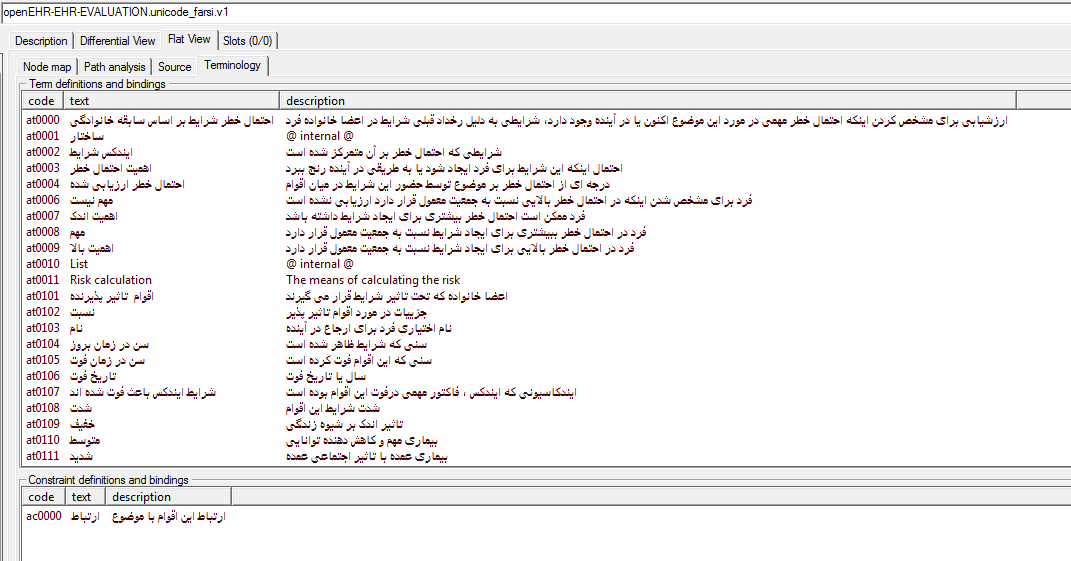 openEHR-EHR-EVALUATION.unicode_farsi.v1
Description Differential View Flat View Slots (0/0)
Node map Path analysis Source Terminology
Term definitions and bindings
code text description
at0000 احتمال خطر شرایط بر اساس سابقه خانوادگی ارزشیابی برای مشخص کردن اینکه احتمال خطر مهمی در مورد این موضوع اکنون یا در آینده وجود دارد، شرایطی به دلیل رخداد قبلی شرایط در اعضا خانواده فرد
at0001 ساختار @ internal @
at0002 ایندکس شرایط شرایطی که احتمال خطر بر آن متمرکز شده است
at0003 اهمیت احتمال خطر احتمال اینکه این شرایط برای فرد ایجاد شود یا به طریقی در آینده رنج ببرد
at0004 احتمال خطر ارزیابی شده درجه ای از احتمال خطر بر موضوع توسط حضور این شرایط در میان اقوام
at0006 مهم نیست فرد برای مشخص شدن اینکه در احتمال خطر بالایی نسبت به جمعیت معمول قرار دارد ارزیابی نشده است
at0007 اهمیت اندک فرد ممکن است احتمال خطر بیشتری برای ایجاد شرایط داشته باشد
at0008 مهم فرد در احتمال خطر بیبشتری برای ایجاد شرایط نسبت به جمعیت معمول قرار دارد
at0009 اهمیت بالا فرد در احتمال خطر بالایی برای ایجاد شرایط نسبت به جمعیت معمول قرار دارد
at0010 List @ internal @
at0011 Risk calculation The means of calculating the risk
at0101 اقوام تاثیر پذیرنده اعضا خانواده که تحت تاثیر شرایط قرار می گیرند
at0102 نسبت جزییات در مورد اقوام تاثیر پذیر
at0103 نام نام اختیاری فرد برای ارجاع در آینده
at0104 سن در زمان بروز سنی که شرایط ظاهر شده است
at0105 سن در زمان فوت سنی که این اقوام فوت کرده است
at0106 تاریخ فوت سال یا تاریخ فوت
at0107 شرایط ایندکس باعث فوت شده اند ایندکاسیونی که ایندکس ، فاکتور مهمی درفوت این اقوام بوده است
at0108 شدت شدت شرایط این اقوام
at0109 خفیف تاثیر اندک بر شیوه زندگی
at0110 متوسط بیماری مهم و کاهش دهنده توانایی
at0111 شدید بیماری عمده با تاثیر اجتماعی عمده
Constraint definitions and bindings
code text description
ac0000 ارتباط ارتباط این اقوام با موضوع